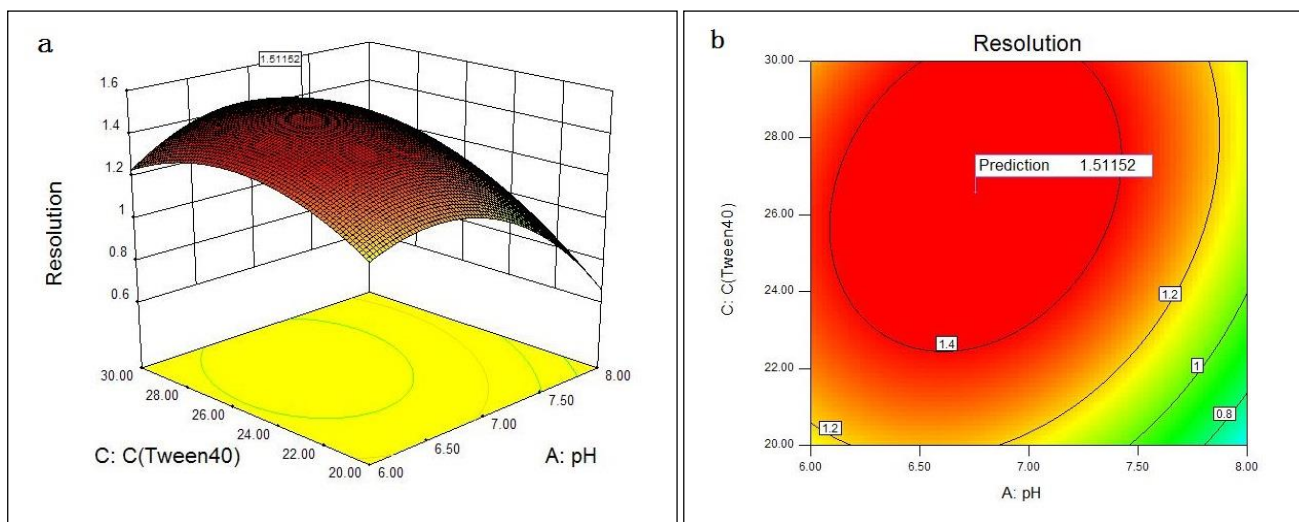 a
1.51152
1.6
1.4
1.2
1
0.8
0.6
Resolution
30.00
28.00
26.00
24.00
22.00
20.00
C: C(Tween40)
8.00
7.50
7.00
6.50
6.00
A: pH
b
Resolution
30.00
28.00
26.00
24.00
22.00
20.00
C: C(Tween40)
Prediction 1.51152
1.4
1.2
1
0.8
1.2
6.00 6.50 7.00 7.50 8.00
A: pH